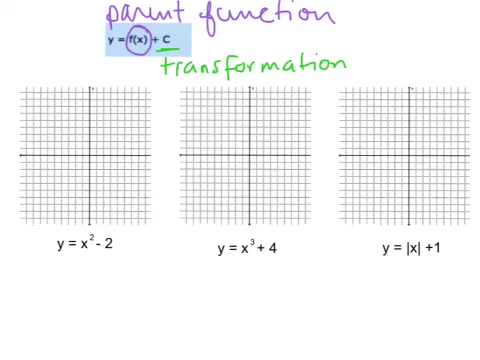 parent function
y = f(x) + C
transformation
y = x² - 2
y = x³ + 4
y = |x| +1